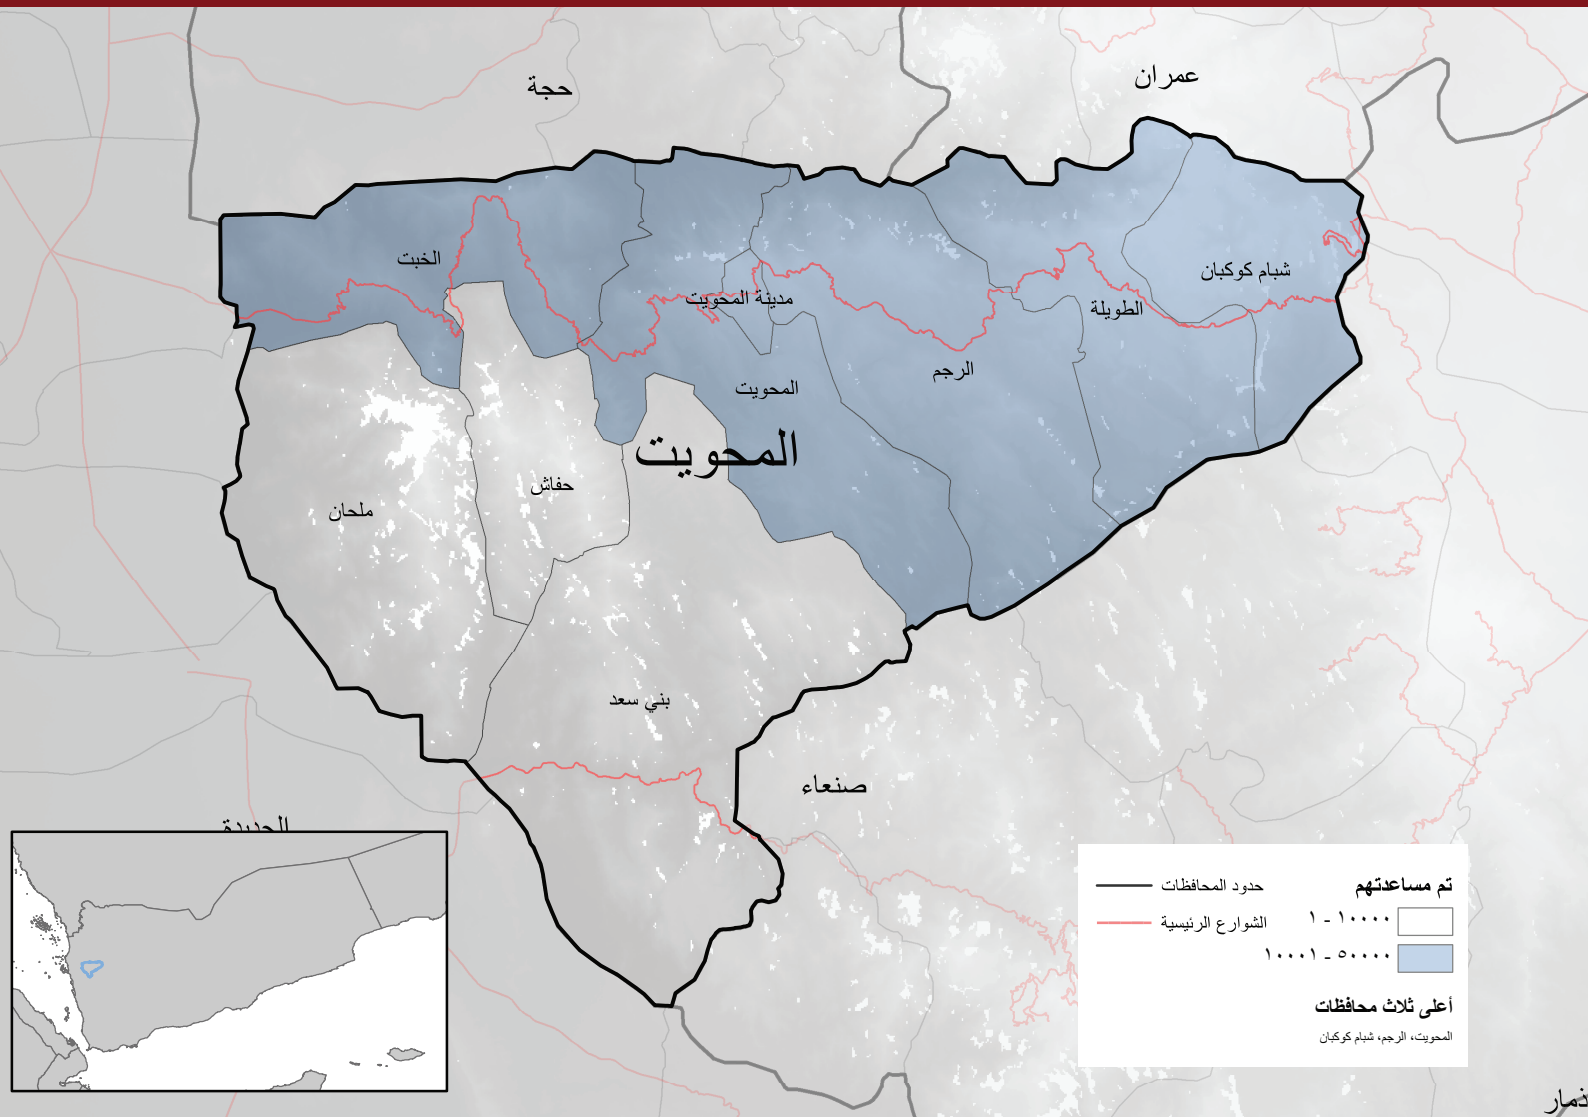 حجة
عمران
الخبت
شبام كوكبان
مدينة المحويت
الطويلة
الرجم
المحويت
المحويت
حفاش
ملحان
بني سعد
صنعاء
الحديدة
تم مساعدتهم
١ - ١٠٠٠٠
١٠٠٠١ - ٥٠٠٠٠
حدود المحافظات
الشوارع الرئيسية
أعلى ثلاث محافظات
المحويت، الرجم، شبام كوكبان
ذمار